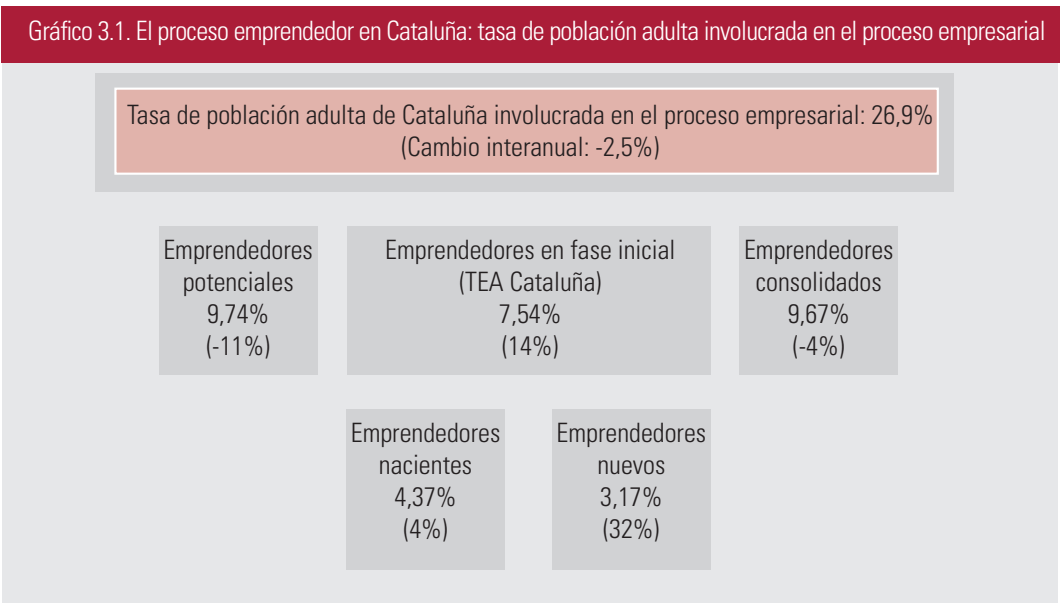 Gráfico 3.1. El proceso emprendedor en Cataluña: tasa de población adulta involucrada en el proceso empresarial
Tasa de población adulta de Cataluña involucrada en el proceso empresarial: 26,9%
(Cambio interanual: -2,5%)
Emprendedores
potenciales
9,74%
(-11%)
Emprendedores en fase inicial
(TEA Cataluña)
7,54%
(14%)
Emprendedores
consolidados
9,67%
(-4%)
Emprendedores
nacientes
4,37%
(4%)
Emprendedores
nuevos
3,17%
(32%)